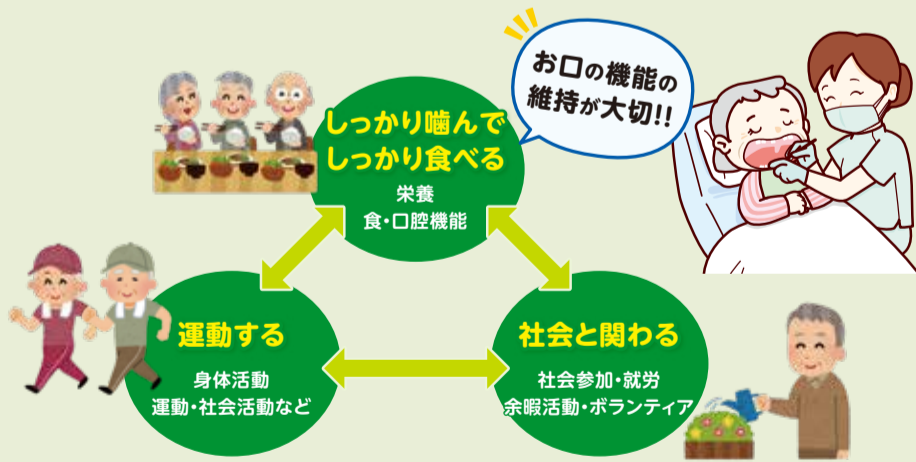 お口の機能の
維持が大切!!
しっかり噛んで
しっかり食べる
栄養
食・口腔機能
運動する
身体活動
運動・社会活動など
社会と関わる
社会参加・就労
余暇活動・ボランティア